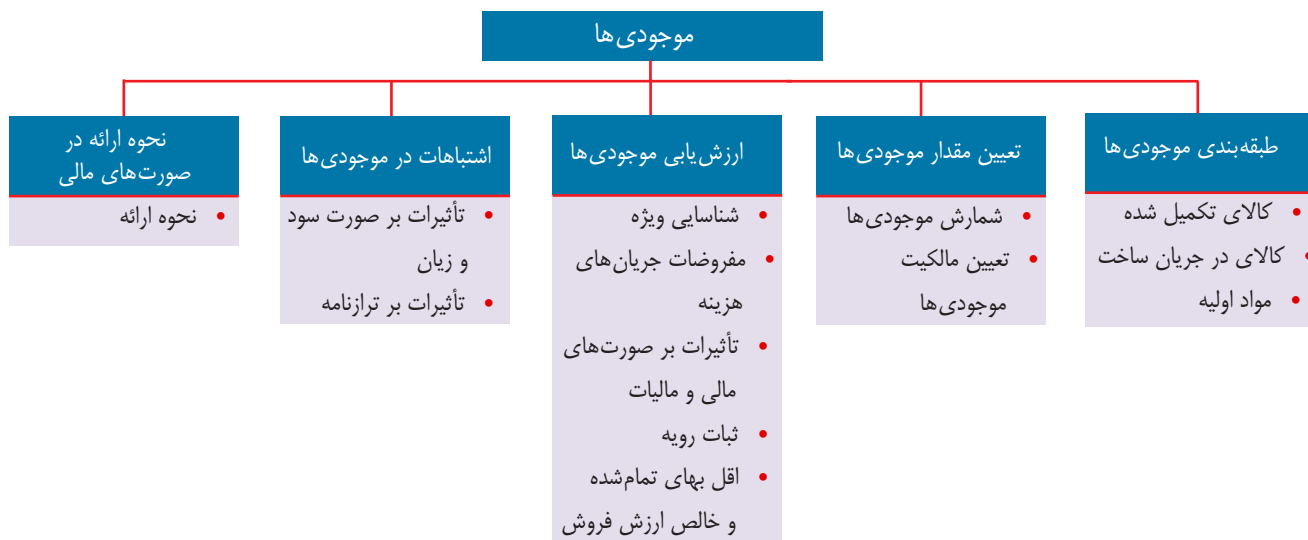 موجودی‌ها
طبقه‌بندی موجودی‌ها
• کالای تکمیل شده
• کالای در جریان ساخت
• مواد اولیه
تعیین مقدار موجودی‌ها
• شمارش موجودی‌ها
• تعیین مالکیت
موجودی‌ها
ارزش‌یابی موجودی‌ها
• شناسایی ویژه
• مفروضات جریان‌های
هزینه
• تأثیرات بر صورت‌های
مالی و مالیات
• ثبات رویه
• اقل بهای تمام‌شده
و خالص ارزش فروش
اشتباهات در موجودی‌ها
• تأثیرات بر صورت سود
و زیان
• تأثیرات بر ترازنامه
نحوه ارائه در
صورت‌های مالی
• نحوه ارائه